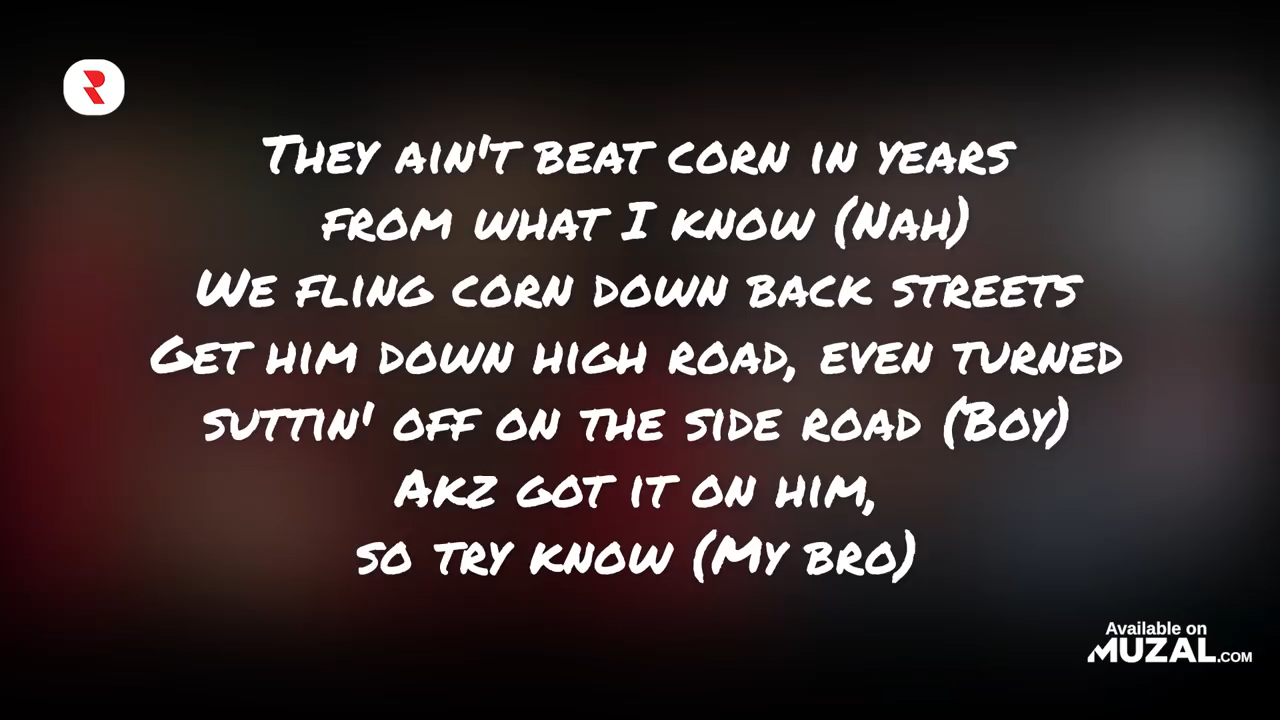 They ain't beat corn in years
from what I know (Nah)
We fling corn down back streets
Get him down high road, even turned
suttin' off on the side road (Boy)
Akz got it on him,
so try know (My bro)
Available on
MUZAL.COM